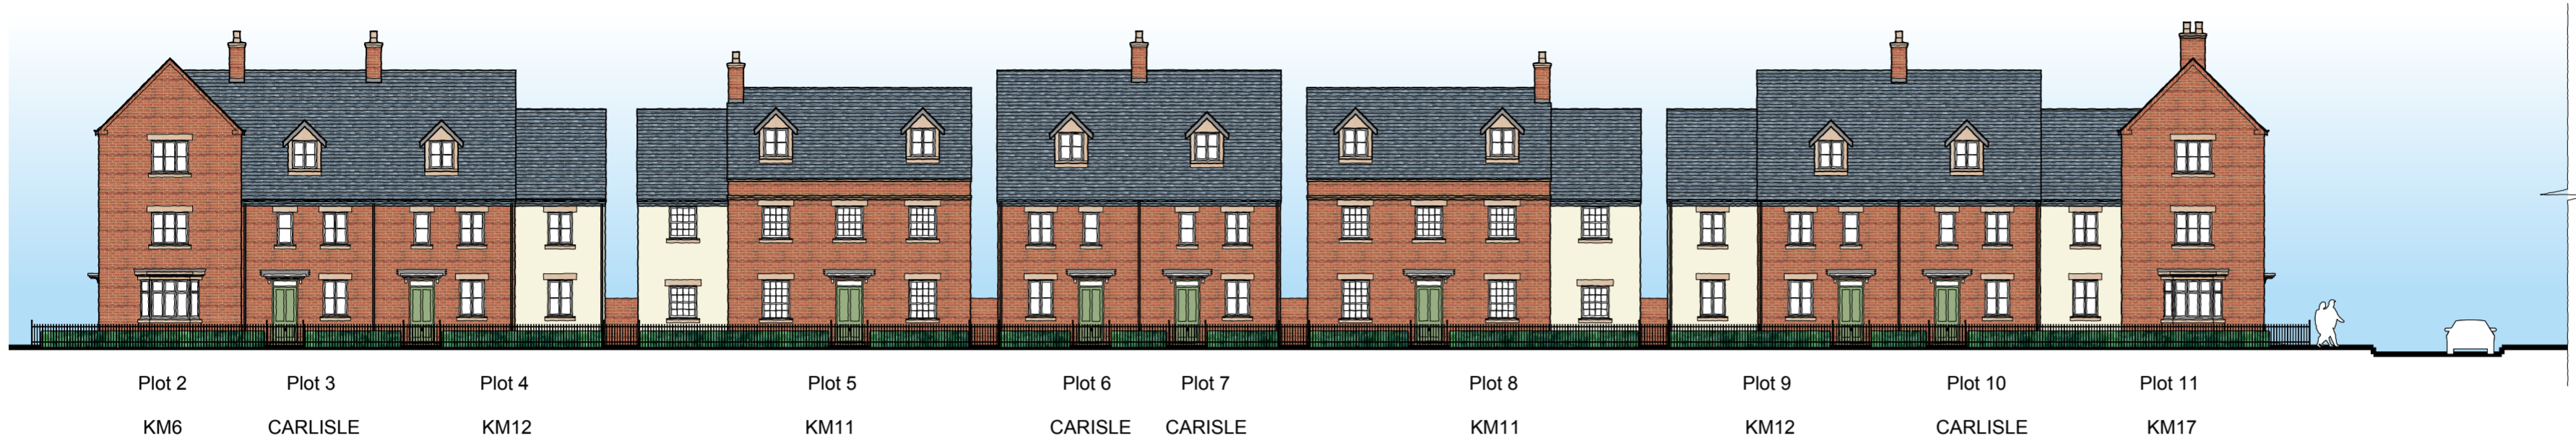 Plot 2 Plot 3 Plot 4 Plot 5 Plot 6 Plot 7 Plot 8 Plot 9 Plot 10 Plot 11
KM6 CARLISLE KM12 KM11 CARISLE CARISLE KM11 KM12 CARLISLE KM17